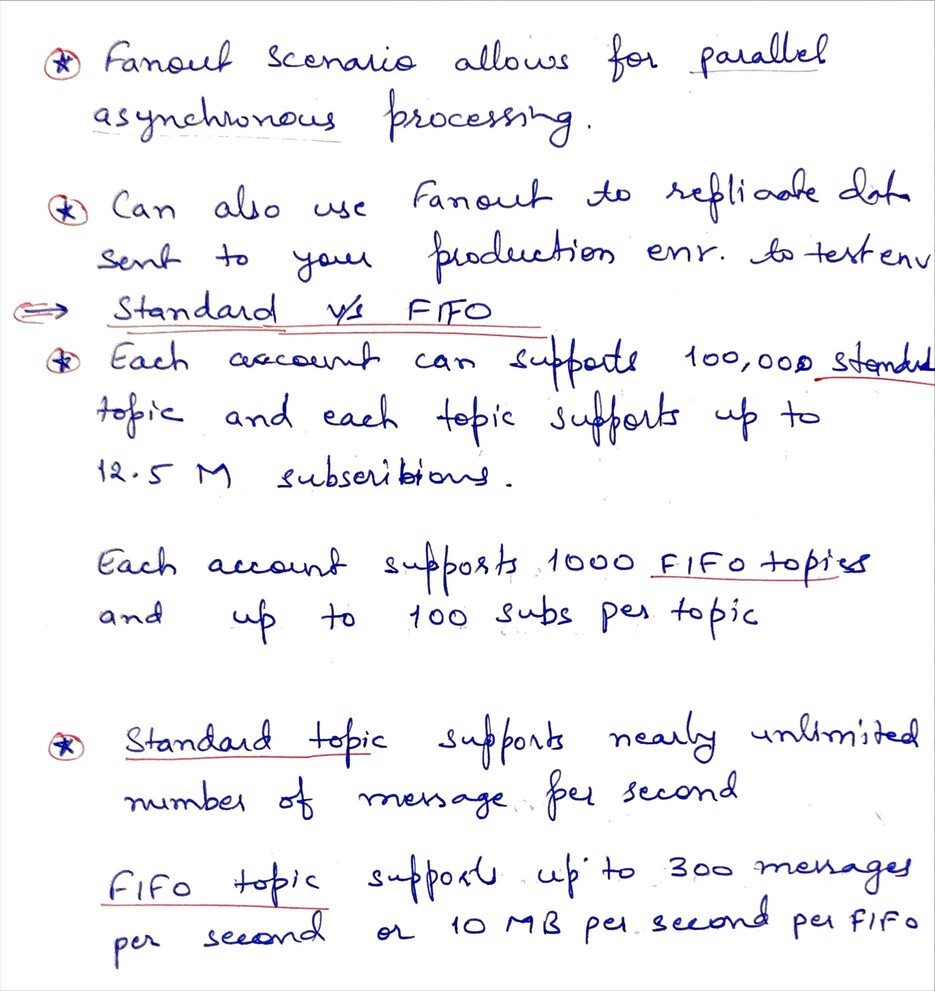 Fanout scenario allows for parallel
asynchronous processing.
Can also use Fanout to replicate data
sent to your production env. to test env
⇒ Standard v/s FIFO
Each account can supports 100,000 standard
topic and each topic supports up to
12.5 M subscribions.
Each account supports 1000 FIFO topics
and up to 100 subs per topic
Standard topic supports nearly unlimited
number of message per second
FIFO topic supports up to 300 messages
per second or 10 MB per second per FIFO